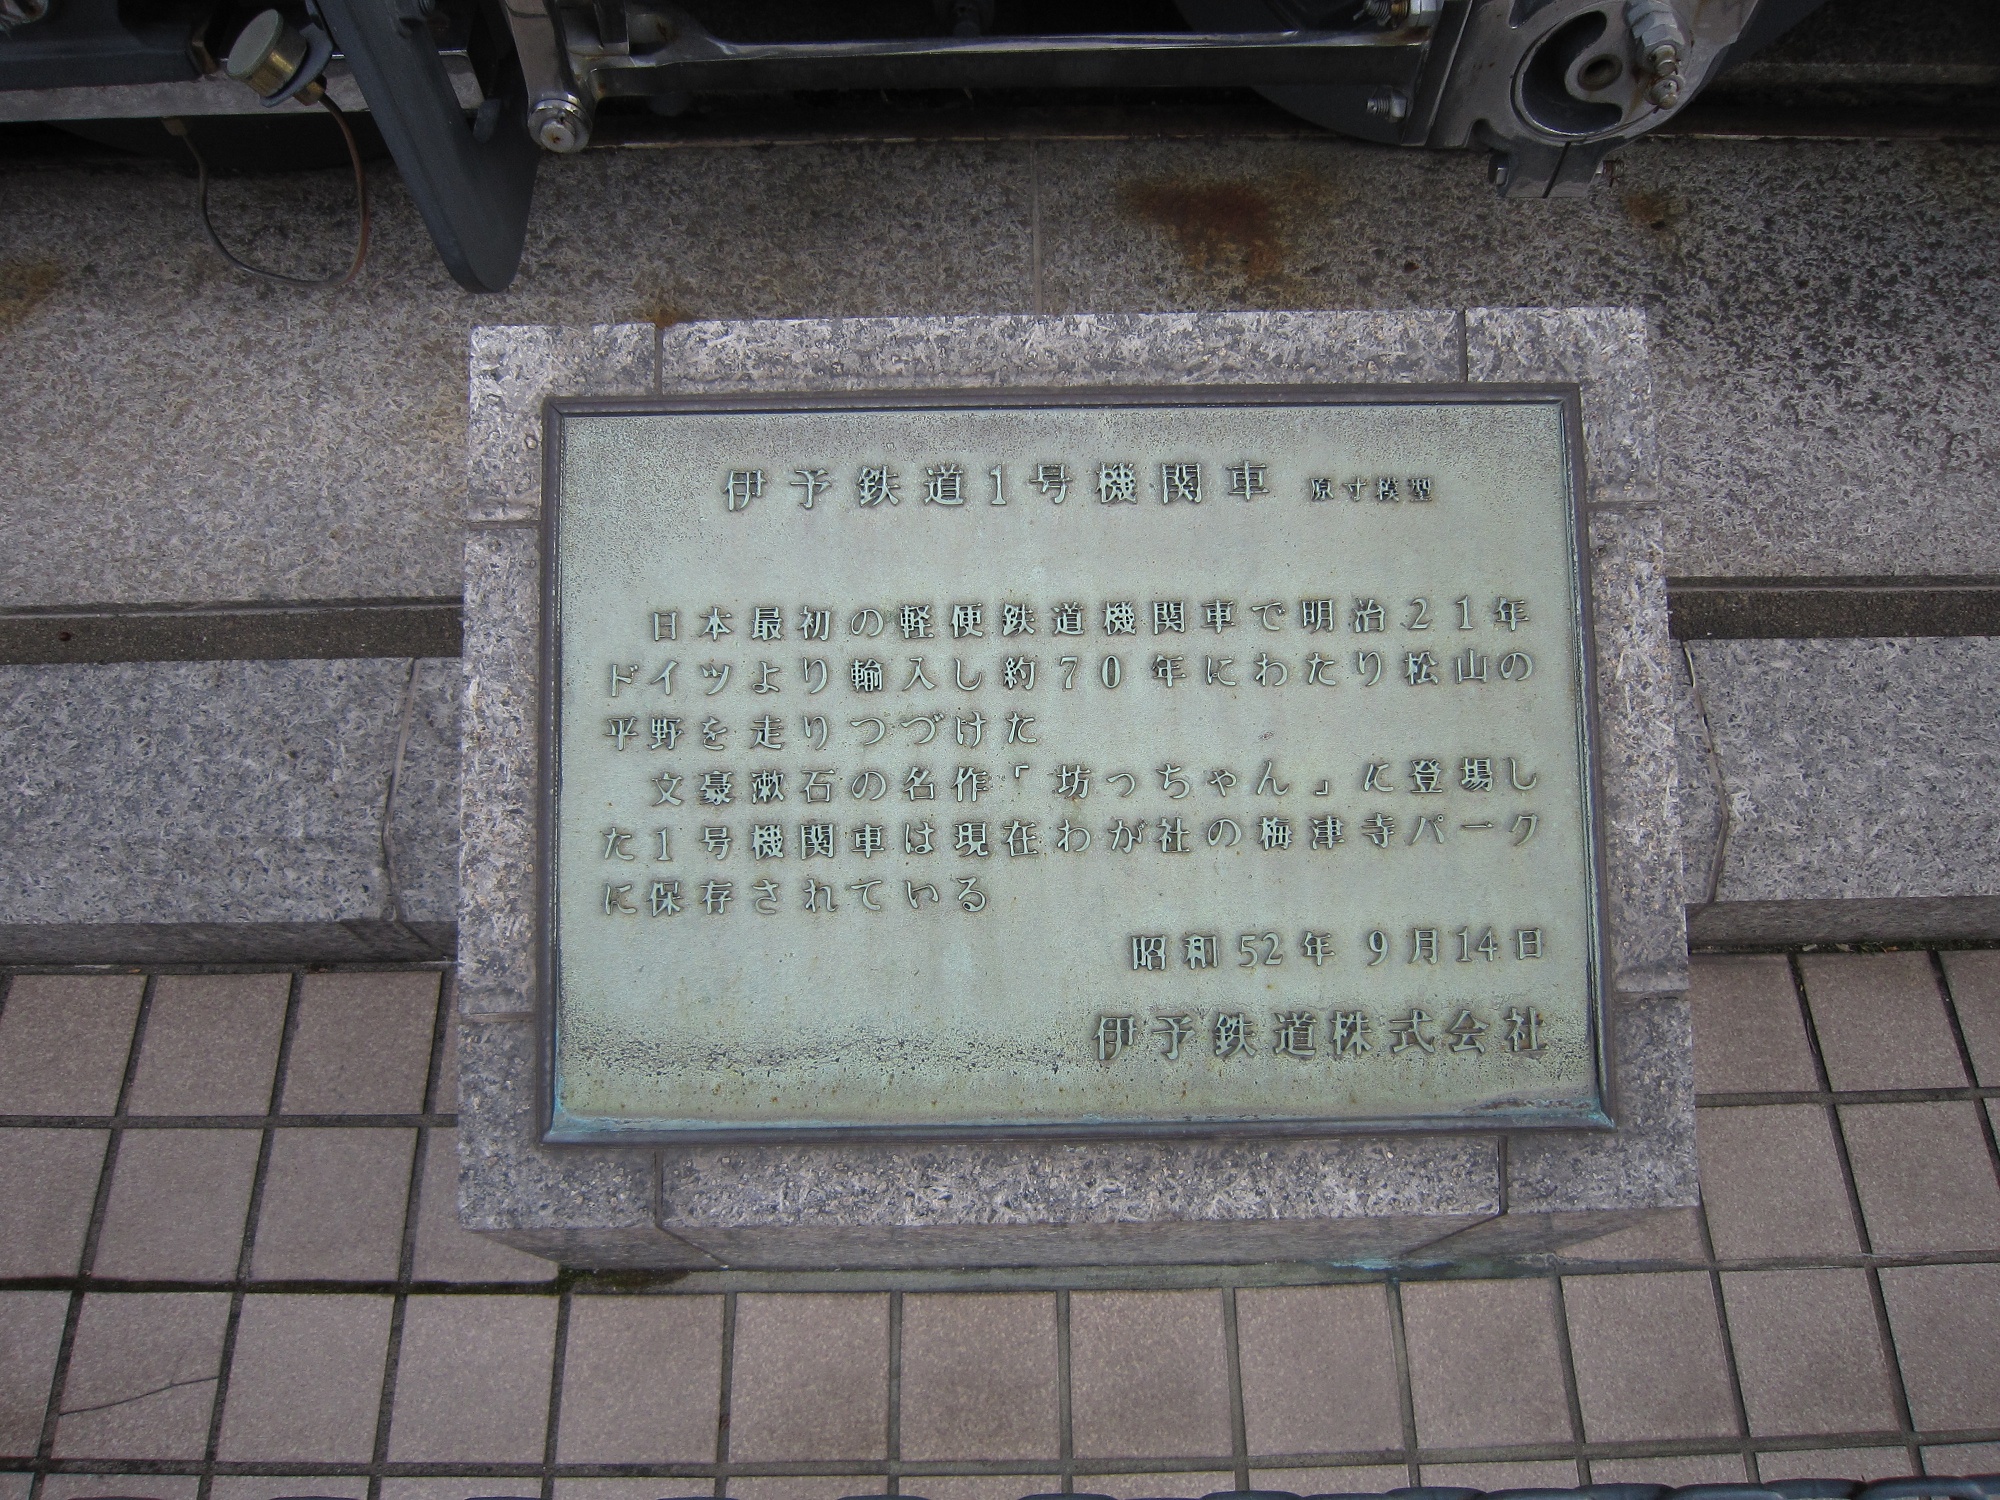 伊予鉄道1号機関車 原寸模型
日本最初の軽便鉄道機関車で明治21年
ドイツより輸入し約70年にわたり松山の
平野を走りつづけた
文豪漱石の名作「坊っちゃん」に登場し
た1号機関車は現在わが社の梅津寺パーク
に保存されている
昭和52年 9月14日
伊予鉄道株式会社